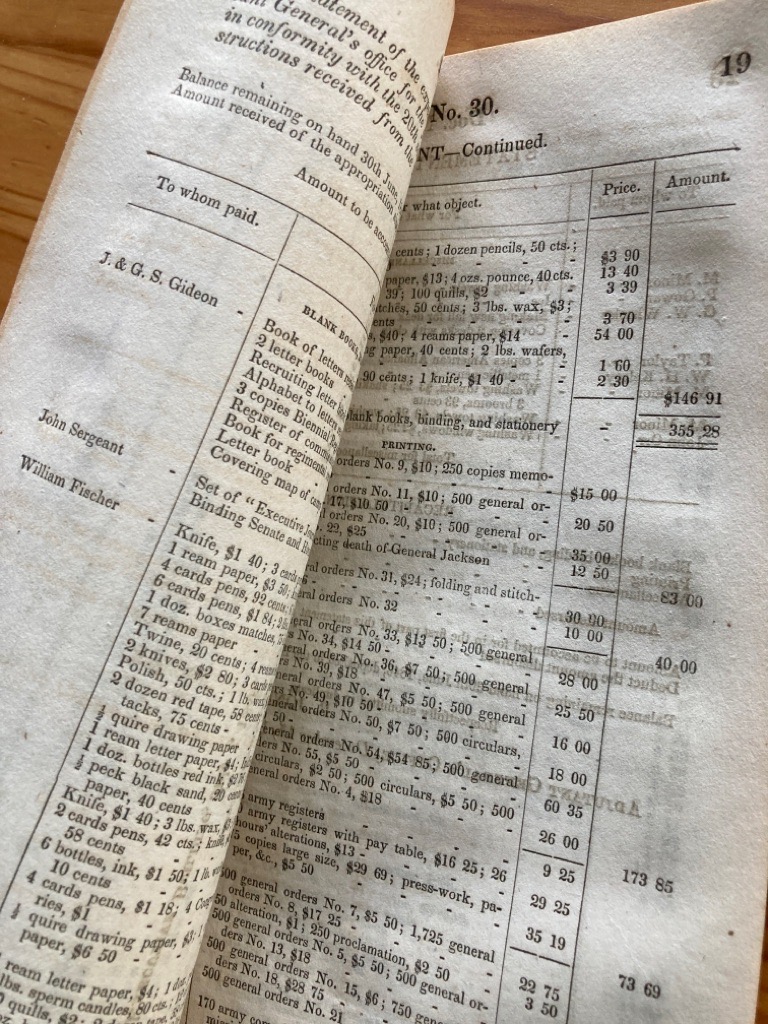 atement of the
General's office for the
in conformity with the 20th
structions received from the
Balance remaining on hand 30th June,
Amount received of the appropriation
Amount to be
To whom paid.
J. & G. S. Gideon -
BLANK BOOKS,
Book of letters
2 letter books
Recruiting letter
Alphabet to letters
3 copies Biennial
Register of
Book for regimental
Letter book -
Covering map of
John Sergeant -
Set of "Executive
William Fischer -
Binding Senate and
Knife, $1 40; 3 cards
1 ream paper, $3 50;
4 cards pens, 92 cents;
6 cards pens, $1 84;
1 doz. boxes matches,
7 reams paper -
Twine, 20 cents; 4
2 knives, $2 80; 3 cards
Polish, 50 cts.; 1 lb.
2 dozen red tape, 58 cents
tacks, 75 cents -
½ quire drawing paper
1 ream letter paper, $4;
1 doz. bottles red ink,
½ peck black sand, 20
paper, 40 cents
Knife, $1 40; 3 lbs. wax,
2 cards pens, 42 cts.;
58 cents -
6 bottles, ink, $1 50; 1 lb.
10 cents -
4 cards pens, $1 18; 4
ries, $1
½ quire drawing paper,
paper, $6 50 -
ream letter paper, $4; 1
lbs. sperm candles, 80 cts.;
quills, $2;
19
No. 30.
NT—Continued.
r what object. Price. Amount.
cents; 1 dozen pencils, 50 cts.;
- - - $3 90
paper, $13; 4 ozs. pounce, 40 cts. 13 40
39; 100 quills, $2 - - 3 39
tches, 50 cents; 3 lbs. wax, $3;
ents - - - 3 70
, $40; 4 reams paper, $14 - 54 00
ng paper, 40 cents; 2 lbs. wafers,
- - - 1 60
90 cents; 1 knife, $1 40 - - 2 30
$146 91
lank books, binding, and stationery - 355 28
PRINTING.
orders No. 9, $10; 250 copies memo-
- - - $15 00
orders No. 11, $10; 500 general or-
17, $10 50 - - - 20 50
l orders No. 20, $10; 500 general or-
. 22, $25 - - - 35 00
ting death of General Jackson - 12 50
83 00
al orders No. 31, $24; folding and stitch-
- - - 30 00
ral orders No. 32 - - - 10 00
40 00
eral orders No. 33, $13 50; 500 general
No. 34, $14 50 - - - 28 00
eral orders No. 36, $7 50; 500 general
rs No. 39, $18 - - - 25 50
neral orders No. 47, $5 50; 500 general
rs No. 49, $10 50 - - - 16 00
neral orders No. 50, $7 50; 500 circulars,
50 - - - 18 00
eneral orders No. 54, $54 85; 500 general
ders No. 55, $5 50 - - - 60 35
circulars, $2 50; 500 circulars, $5 50; 500
eneral orders No. 4, $18 - - 26 00
173 85
army registers - - 9 25
army registers with pay table, $16 25; 26
hours' alterations, $13 - - - 29 25
5 copies large size, $29 69; press-work, pa-
per, &c., $5 50 - - - 35 19
73 69
500 general orders No. 7, $5 50; 1,725 general
orders No. 8, $17 25 - - - 22 75
50 alteration, $1; 250 proclamation, $2 50 - 3 50
500 general orders No. 5, $5 50; 500 general or-
ders No. 13, $18 - -
500 general orders No. 15, $6; 750
ders No. 18, $28 75 -
500 general orders No. 21
170 army